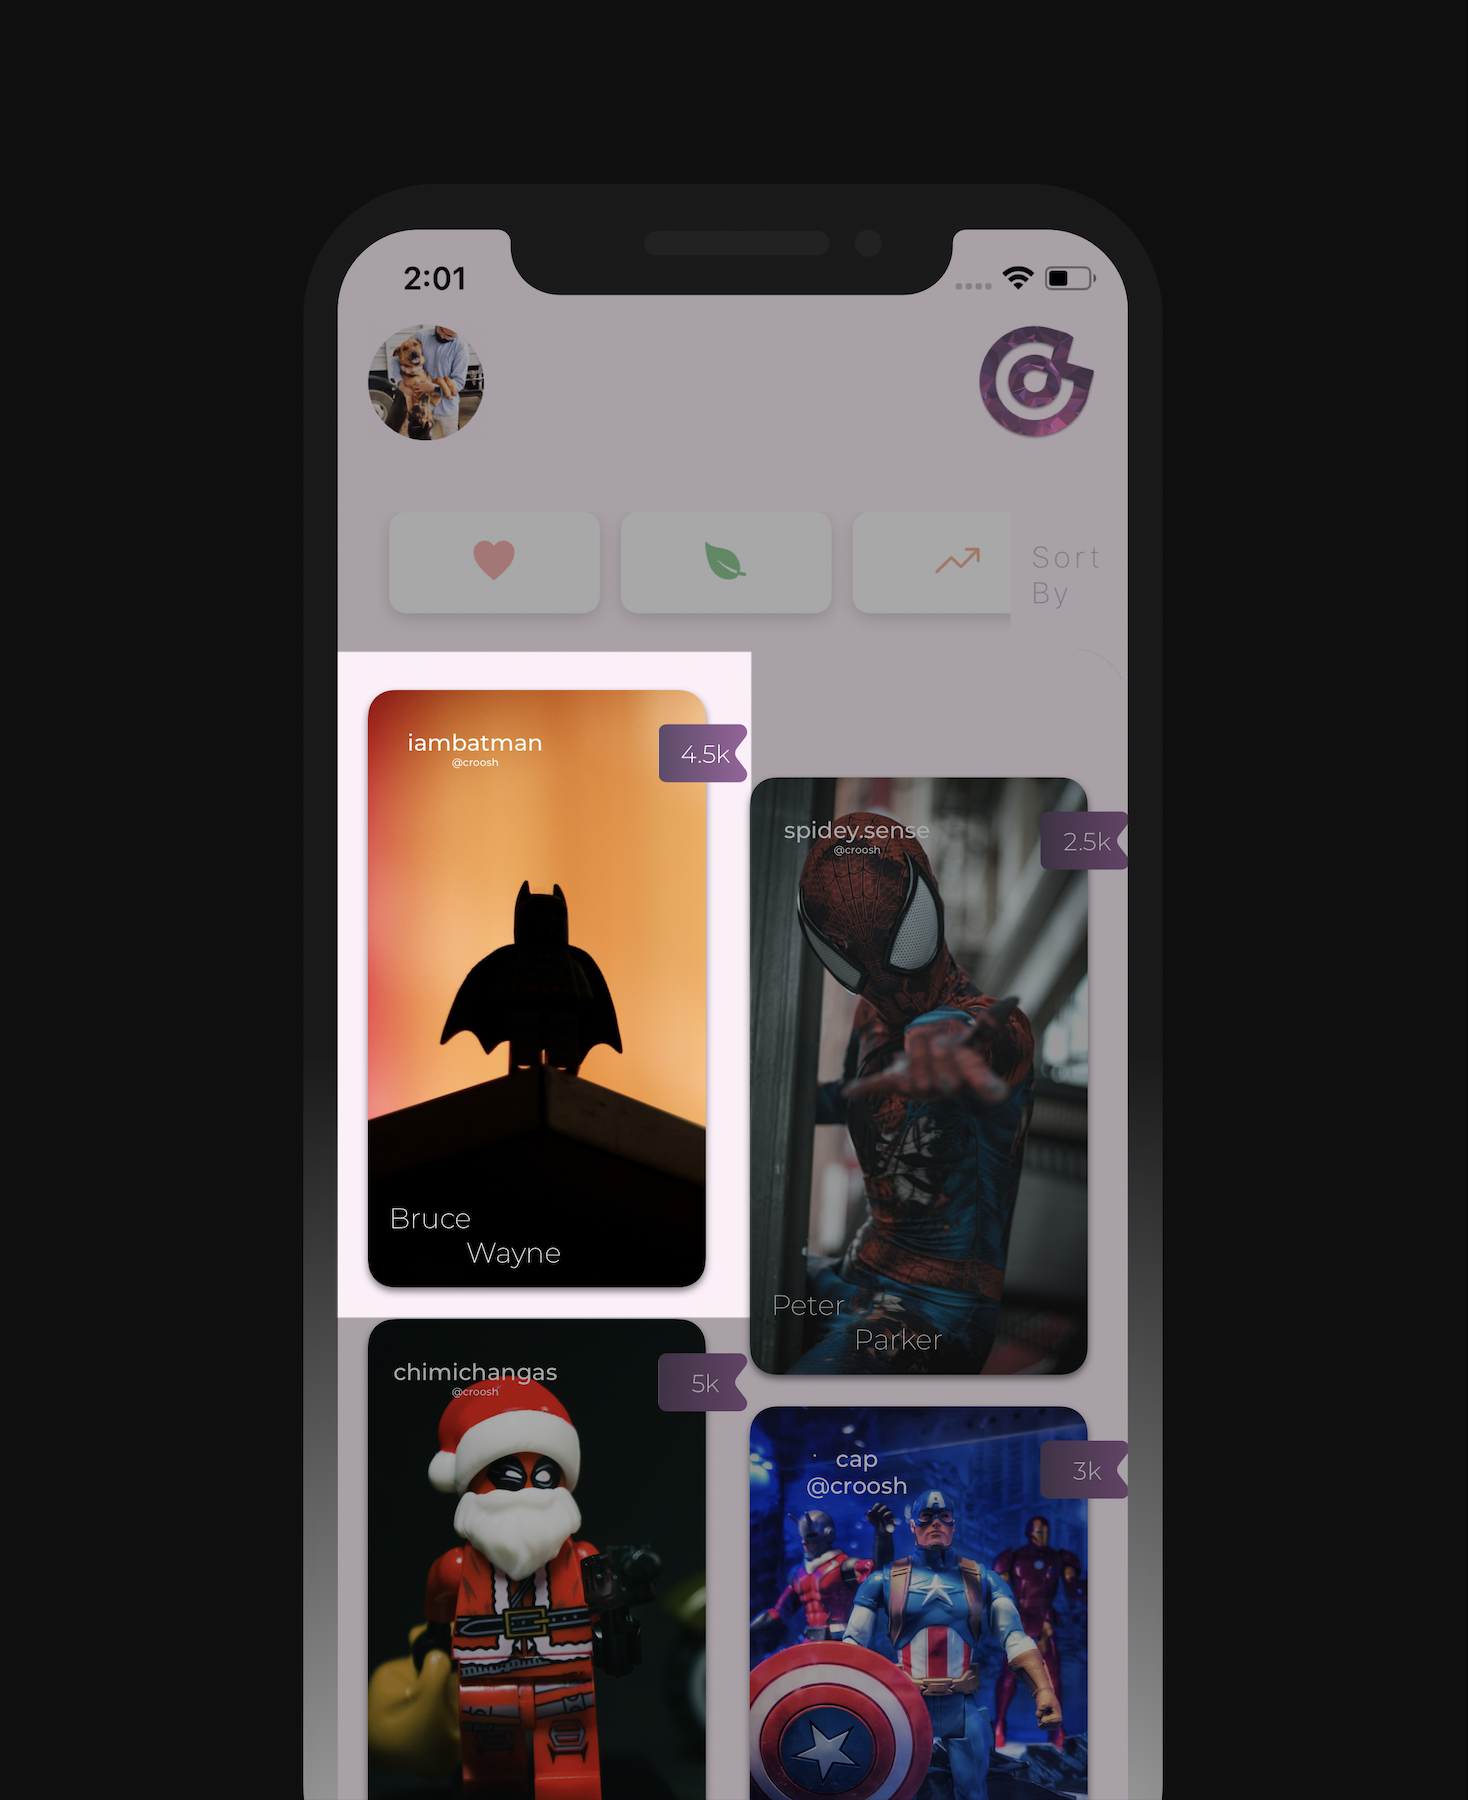 2:01
Sort
By
iambatman
@croosh
4.5k
Bruce
Wayne
spidey.sense
@croosh
2.5k
Peter
Parker
chimichangas
@croosh
5k
cap
@croosh
3k